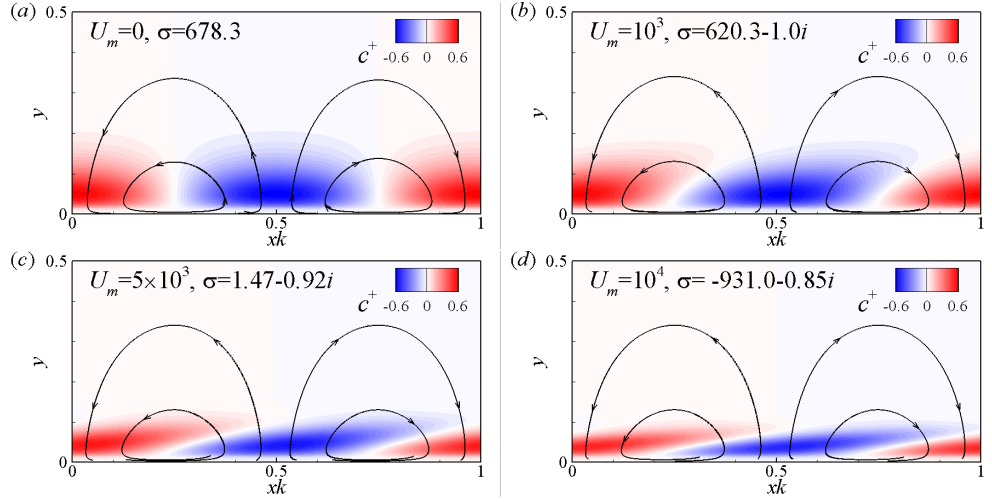 (a)
0.5
U_m=0, σ=678.3
c^+
-0.6 0 0.6
y
0
0 0.5 1
xk
(b)
0.5
U_m=10^3, σ=620.3-1.0i
c^+
-0.6 0 0.6
y
0
0 0.5 1
xk
(c)
0.5
U_m=5×10^3, σ=1.47-0.92i
c^+
-0.6 0 0.6
y
0
0 0.5 1
xk
(d)
0.5
U_m=10^4, σ= -931.0-0.85i
c^+
-0.6 0 0.6
y
0
0 0.5 1
xk